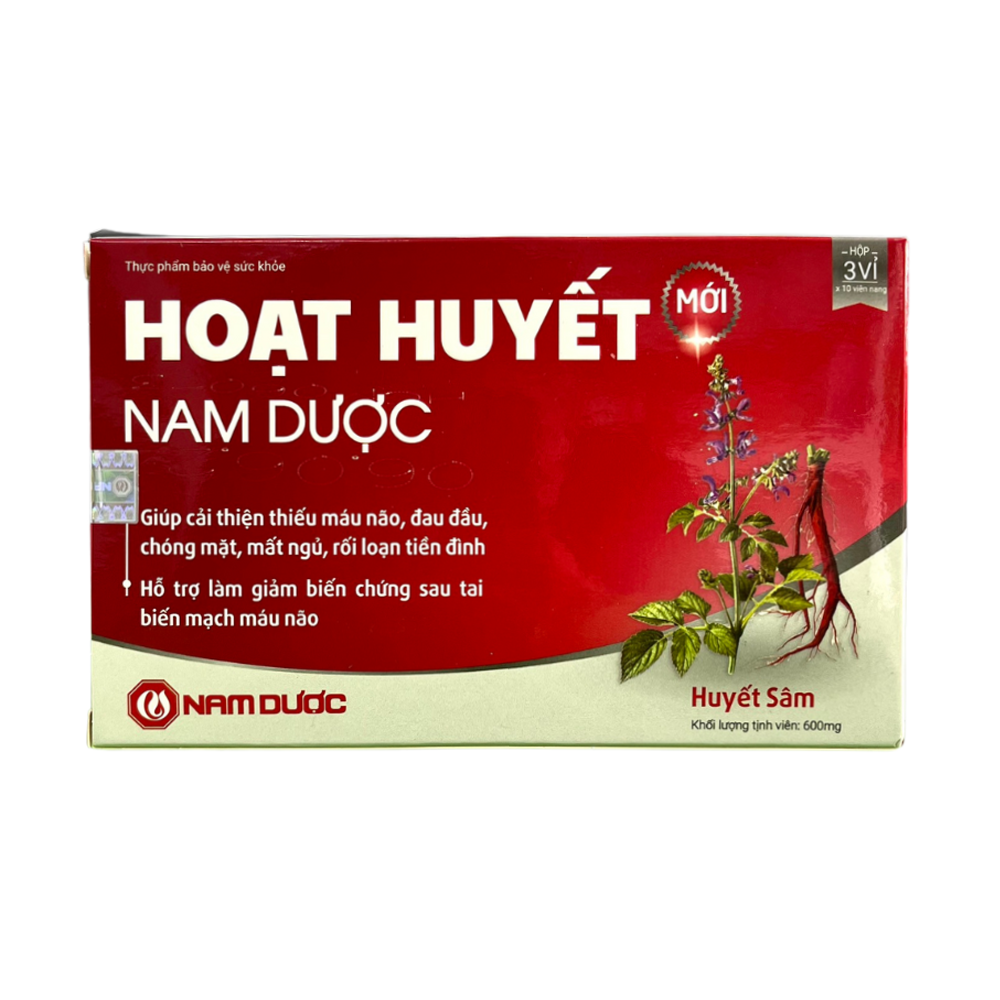 Thực phẩm bảo vệ sức khỏe
HOẠT HUYẾT
NAM DƯỢC
MỚI
HỘP
3 VỈ
x 10 viên nang
Giúp cải thiện thiếu máu não, đau đầu,
chóng mặt, mất ngủ, rối loạn tiền đình
Hỗ trợ làm giảm biến chứng sau tai
biến mạch máu não
NAM DƯỢC
Huyết Sâm
Khối lượng tịnh viên: 600mg